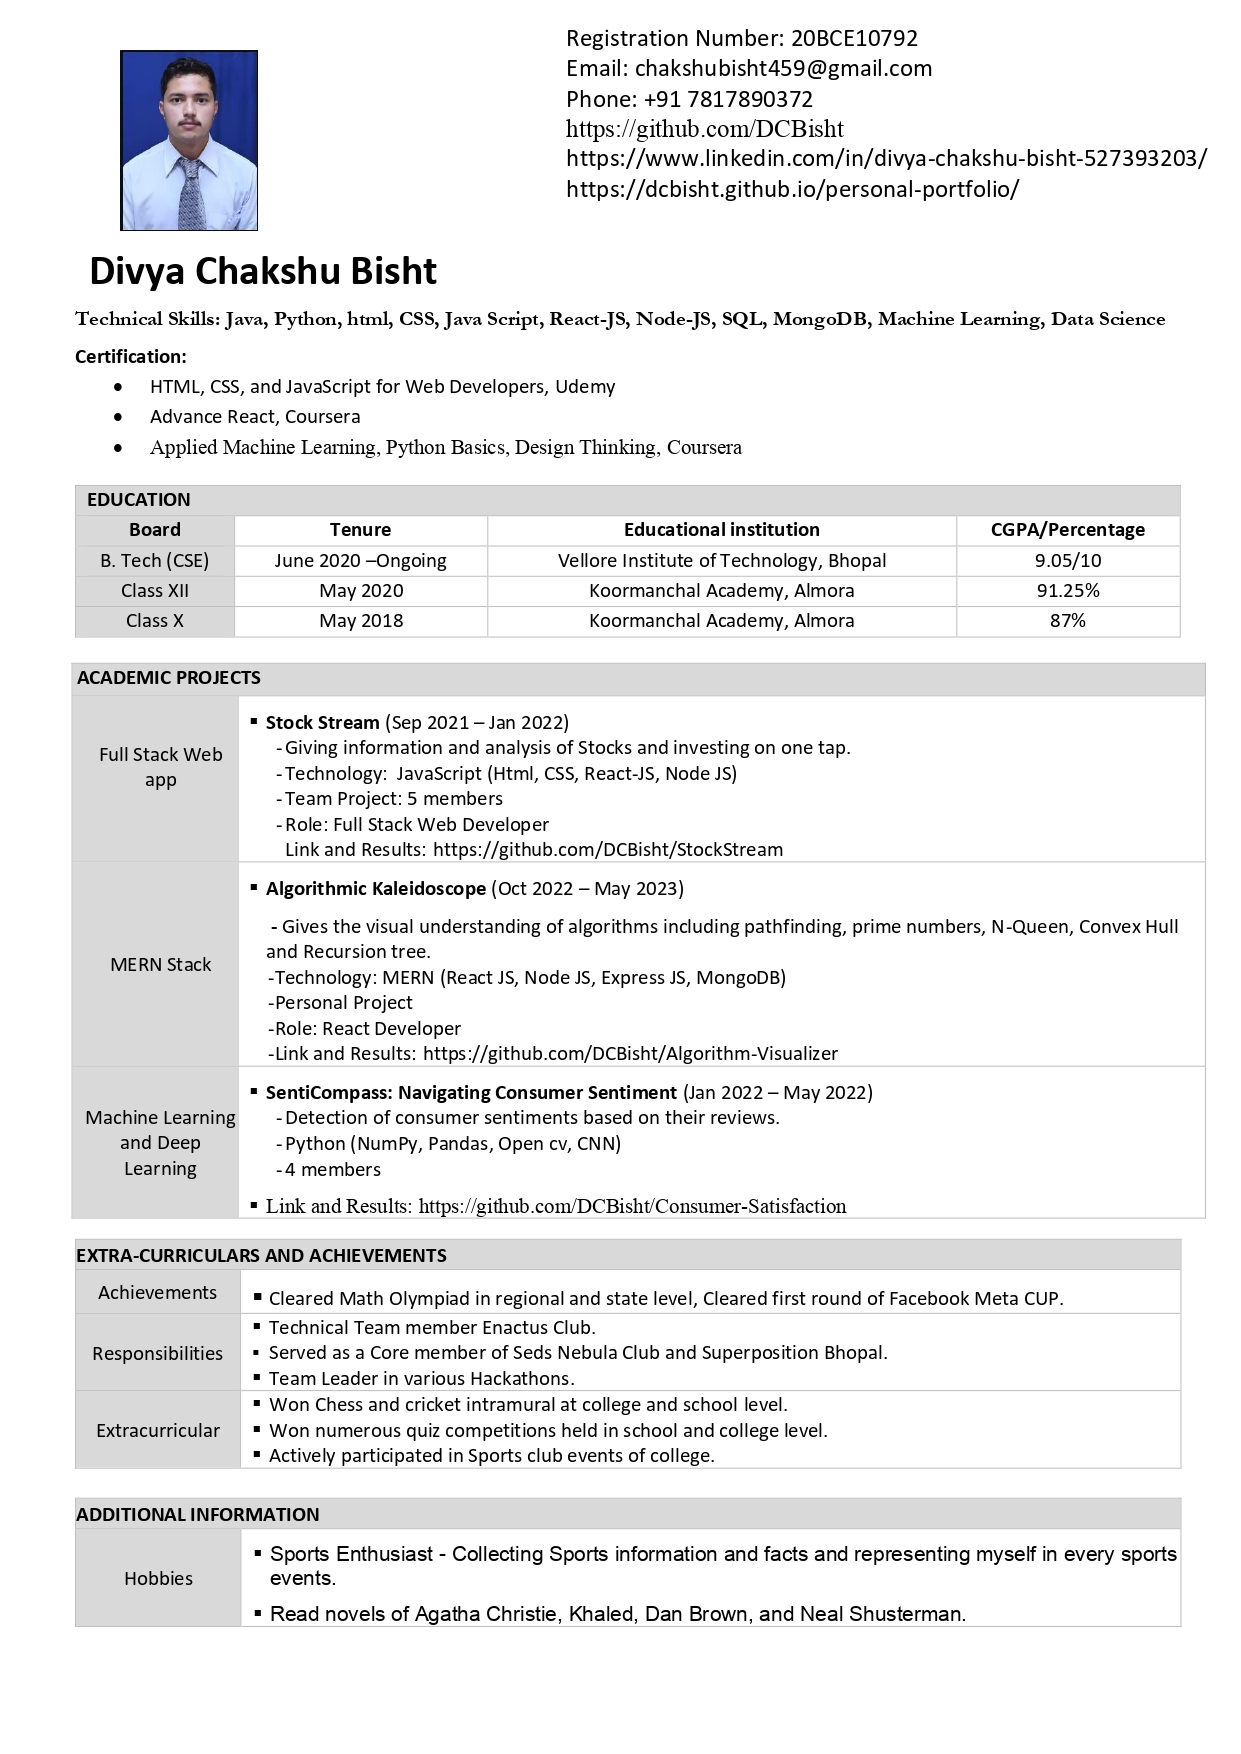 Registration Number: 20BCE10792
Email: chakshubisht459@gmail.com
Phone: +91 7817890372
https://github.com/DCBisht
https://www.linkedin.com/in/divya-chakshu-bisht-527393203/
https://dcbisht.github.io/personal-portfolio/
Divya Chakshu Bisht
Technical Skills: Java, Python, html, CSS, Java Script, React-JS, Node-JS, SQL, MongoDB, Machine Learning, Data Science
Certification:
• HTML, CSS, and JavaScript for Web Developers, Udemy
• Advance React, Coursera
• Applied Machine Learning, Python Basics, Design Thinking, Coursera
EDUCATION
Board Tenure Educational institution CGPA/Percentage
B. Tech (CSE) June 2020 –Ongoing Vellore Institute of Technology, Bhopal 9.05/10
Class XII May 2020 Koormanchal Academy, Almora 91.25%
Class X May 2018 Koormanchal Academy, Almora 87%
ACADEMIC PROJECTS
Full Stack Web
app
▪ Stock Stream (Sep 2021 – Jan 2022)
- Giving information and analysis of Stocks and investing on one tap.
- Technology: JavaScript (Html, CSS, React-JS, Node JS)
- Team Project: 5 members
- Role: Full Stack Web Developer
Link and Results: https://github.com/DCBisht/StockStream
MERN Stack
▪ Algorithmic Kaleidoscope (Oct 2022 – May 2023)
- Gives the visual understanding of algorithms including pathfinding, prime numbers, N-Queen, Convex Hull
and Recursion tree.
-Technology: MERN (React JS, Node JS, Express JS, MongoDB)
-Personal Project
-Role: React Developer
-Link and Results: https://github.com/DCBisht/Algorithm-Visualizer
Machine Learning
and Deep
Learning
▪ SentiCompass: Navigating Consumer Sentiment (Jan 2022 – May 2022)
- Detection of consumer sentiments based on their reviews.
- Python (NumPy, Pandas, Open cv, CNN)
- 4 members
▪ Link and Results: https://github.com/DCBisht/Consumer-Satisfaction
EXTRA-CURRICULARS AND ACHIEVEMENTS
Achievements
▪ Cleared Math Olympiad in regional and state level, Cleared first round of Facebook Meta CUP.
Responsibilities
▪ Technical Team member Enactus Club.
▪ Served as a Core member of Seds Nebula Club and Superposition Bhopal.
▪ Team Leader in various Hackathons.
Extracurricular
▪ Won Chess and cricket intramural at college and school level.
▪ Won numerous quiz competitions held in school and college level.
▪ Actively participated in Sports club events of college.
ADDITIONAL INFORMATION
Hobbies
▪ Sports Enthusiast - Collecting Sports information and facts and representing myself in every sports
events.
▪ Read novels of Agatha Christie, Khaled, Dan Brown, and Neal Shusterman.